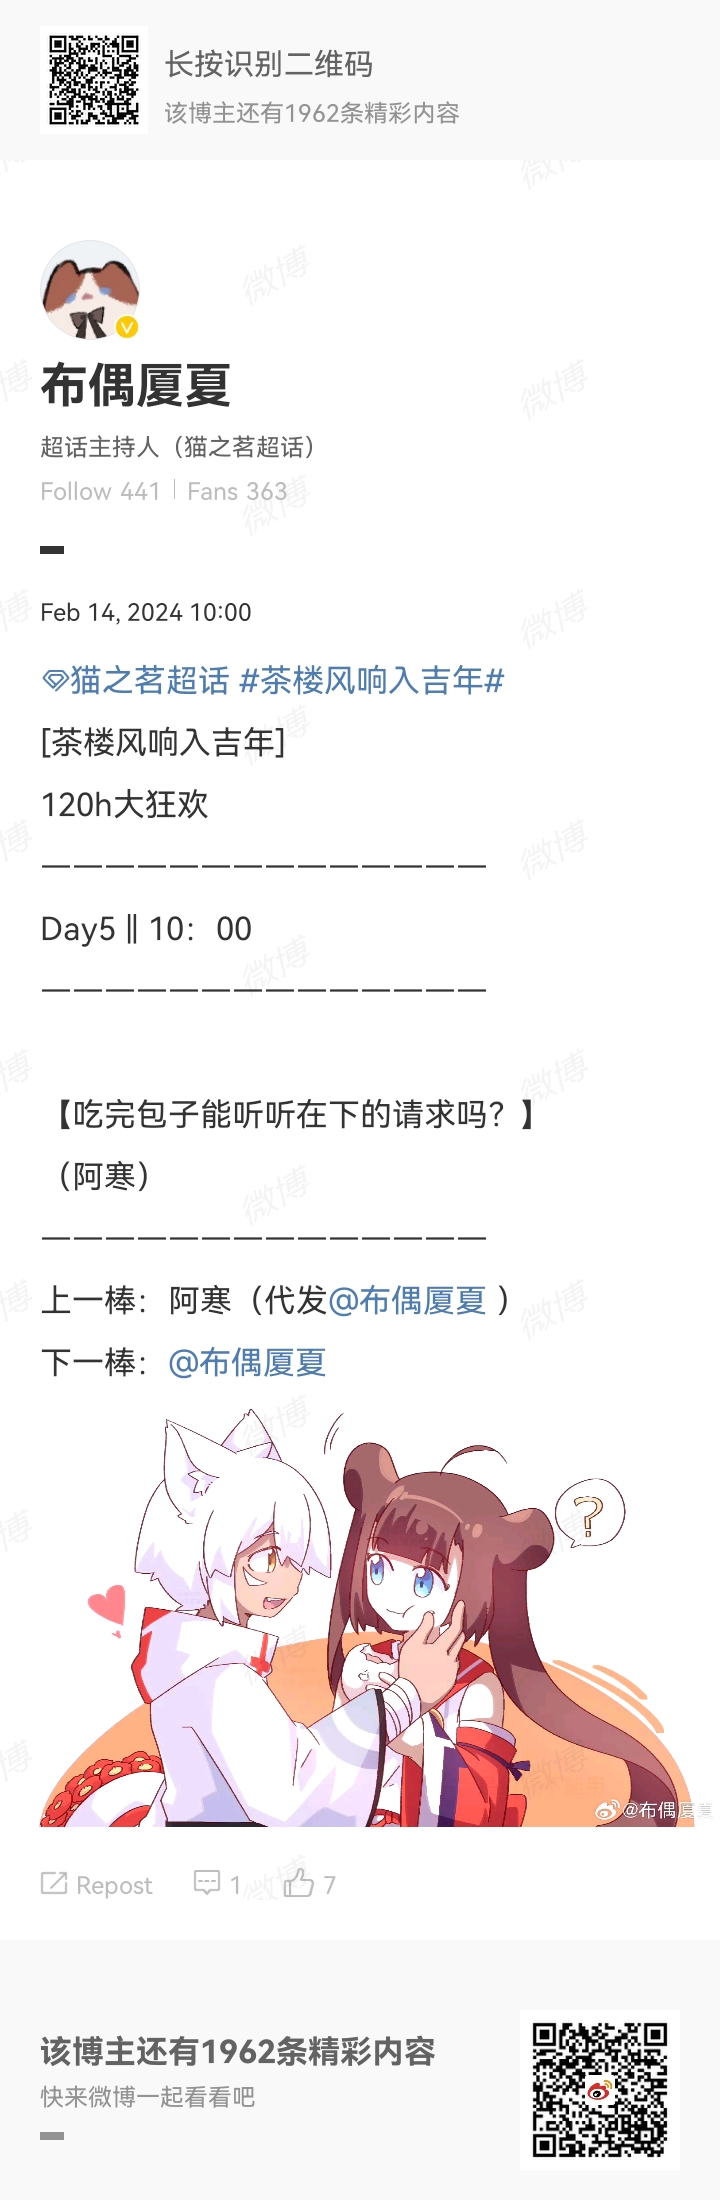 长按识别二维码
该博主还有1962条精彩内容
布偶厦夏
超话主持人（猫之茗超话）
Follow 441 | Fans 363
Feb 14, 2024 10:00
猫之茗超话 #茶楼风响入吉年#
[茶楼风响入吉年]
120h大狂欢
——————————————
Day5 || 10：00
——————————————
【吃完包子能听听在下的请求吗？】
（阿寒）
——————————————
上一棒：阿寒（代发@布偶厦夏 ）
下一棒：@布偶厦夏
?
@布偶厦夏
Repost 1 7
该博主还有1962条精彩内容
快来微博一起看看吧
微博